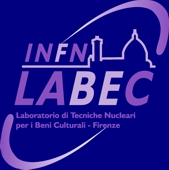 INFN
LABEC
Laboratorio di Tecniche Nucleari
per i Beni Culturali - Firenze